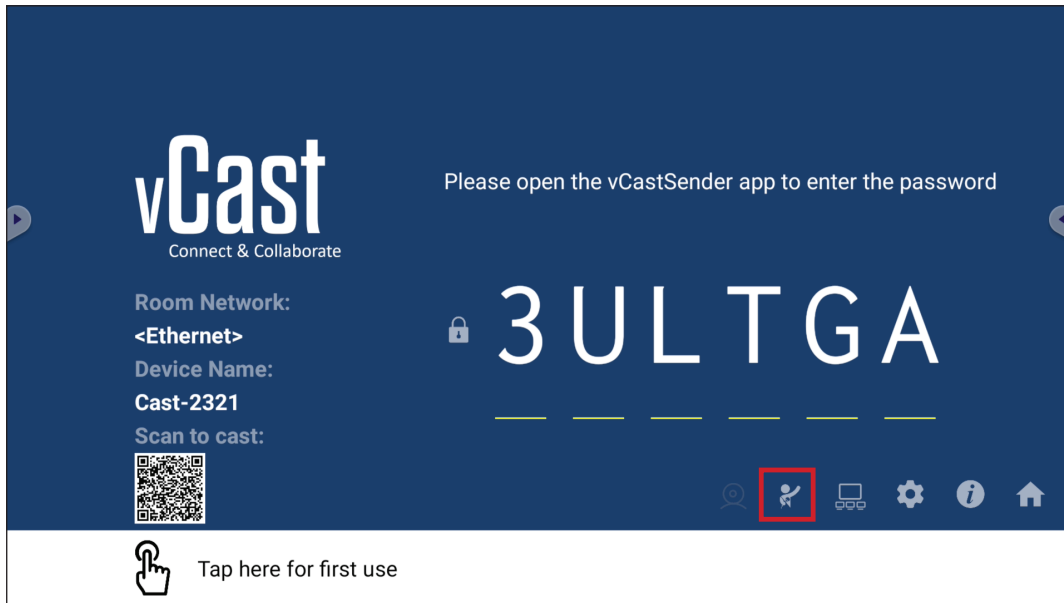 vCast
Connect & Collaborate
Please open the vCastSender app to enter the password
Room Network:
<Ethernet>
Device Name:
Cast-2321
Scan to cast:
3ULTGA
Tap here for first use